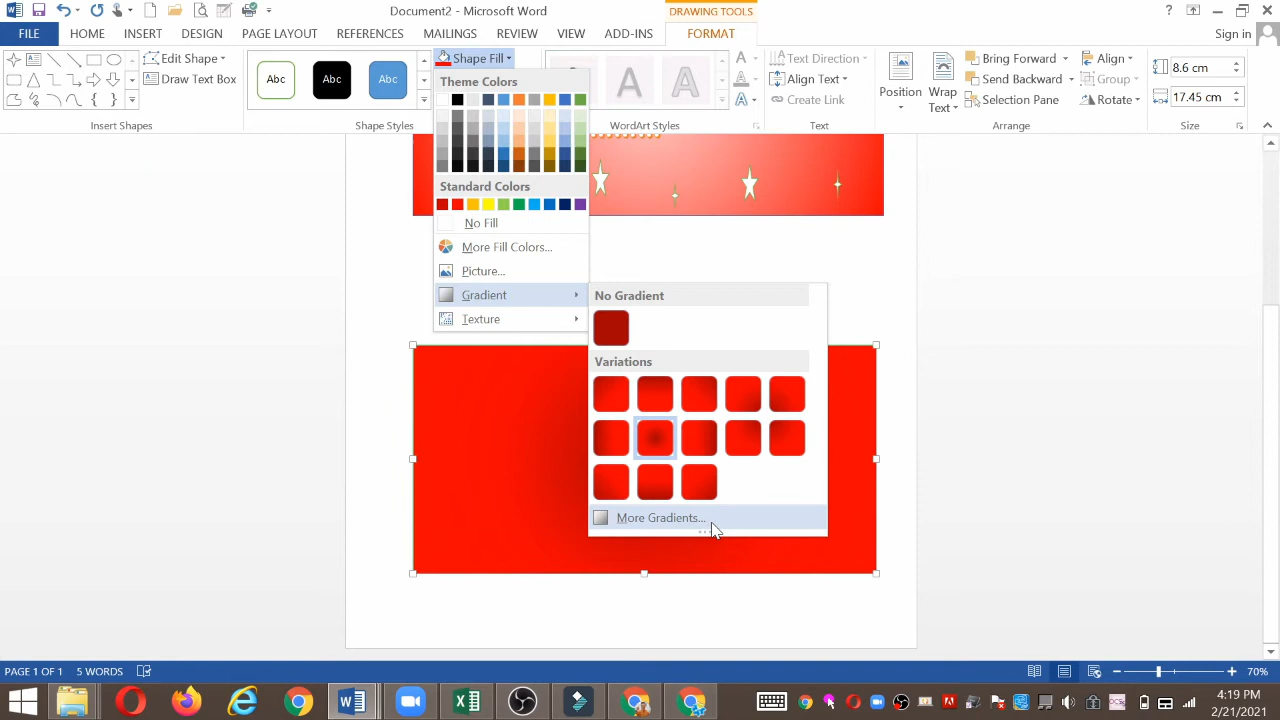 Document2 - Microsoft Word
DRAWING TOOLS
?
FILE HOME INSERT DESIGN PAGE LAYOUT REFERENCES MAILINGS REVIEW VIEW ADD-INS FORMAT Sign in
Edit Shape
Draw Text Box
Insert Shapes
Abc Abc Abc
Shape Styles
Shape Fill
A A
WordArt Styles
Text Direction
Align Text
Create Link
Text
Position
Wrap
Text
Bring Forward
Send Backward
Selection Pane
Align
Group
Rotate
Arrange
8.6 cm
17.45 cm
Size
Theme Colors
Standard Colors
No Fill
More Fill Colors...
Picture...
Gradient
Texture
No Gradient
Variations
More Gradients...
PAGE 1 OF 1 5 WORDS
70%
4:19 PM
2/21/2021